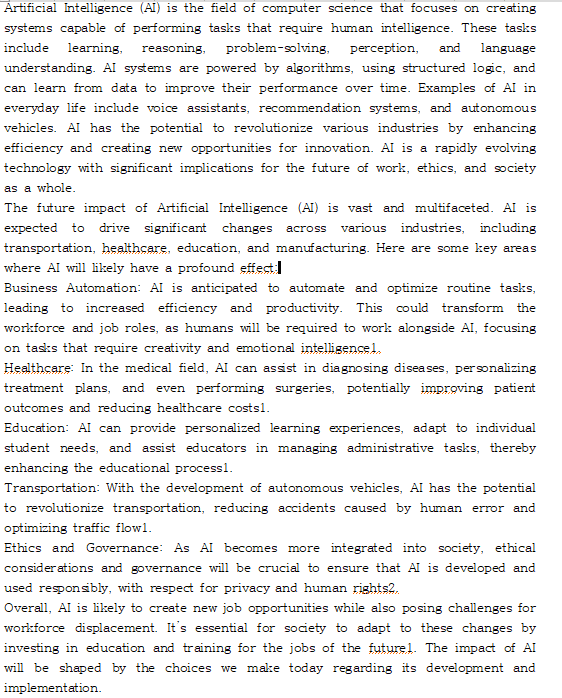 Artificial Intelligence (AI) is the field of computer science that focuses on creating
systems capable of performing tasks that require human intelligence. These tasks
include learning, reasoning, problem-solving, perception, and language
understanding. AI systems are powered by algorithms, using structured logic, and
can learn from data to improve their performance over time. Examples of AI in
everyday life include voice assistants, recommendation systems, and autonomous
vehicles. AI has the potential to revolutionize various industries by enhancing
efficiency and creating new opportunities for innovation. AI is a rapidly evolving
technology with significant implications for the future of work, ethics, and society
as a whole.
The future impact of Artificial Intelligence (AI) is vast and multifaceted. AI is
expected to drive significant changes across various industries, including
transportation, healthcare, education, and manufacturing. Here are some key areas
where AI will likely have a profound effect:
Business Automation: AI is anticipated to automate and optimize routine tasks,
leading to increased efficiency and productivity. This could transform the
workforce and job roles, as humans will be required to work alongside AI, focusing
on tasks that require creativity and emotional intelligence1.
Healthcare: In the medical field, AI can assist in diagnosing diseases, personalizing
treatment plans, and even performing surgeries, potentially improving patient
outcomes and reducing healthcare costs1.
Education: AI can provide personalized learning experiences, adapt to individual
student needs, and assist educators in managing administrative tasks, thereby
enhancing the educational process1.
Transportation: With the development of autonomous vehicles, AI has the potential
to revolutionize transportation, reducing accidents caused by human error and
optimizing traffic flow1.
Ethics and Governance: As AI becomes more integrated into society, ethical
considerations and governance will be crucial to ensure that AI is developed and
used responsibly, with respect for privacy and human rights2.
Overall, AI is likely to create new job opportunities while also posing challenges for
workforce displacement. It's essential for society to adapt to these changes by
investing in education and training for the jobs of the future1. The impact of AI
will be shaped by the choices we make today regarding its development and
implementation.